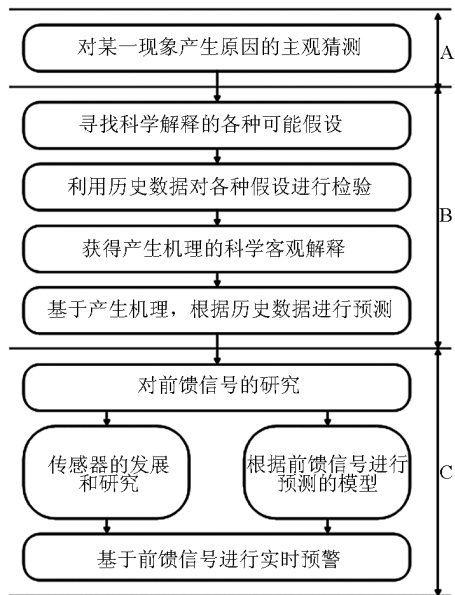 对某一现象产生原因的主观猜测
A
寻找科学解释的各种可能假设
利用历史数据对各种假设进行检验
B
获得产生机理的科学客观解释
基于产生机理，根据历史数据进行预测
对前馈信号的研究
传感器的发展
和研究
根据前馈信号进行
预测的模型
C
基于前馈信号进行实时预警